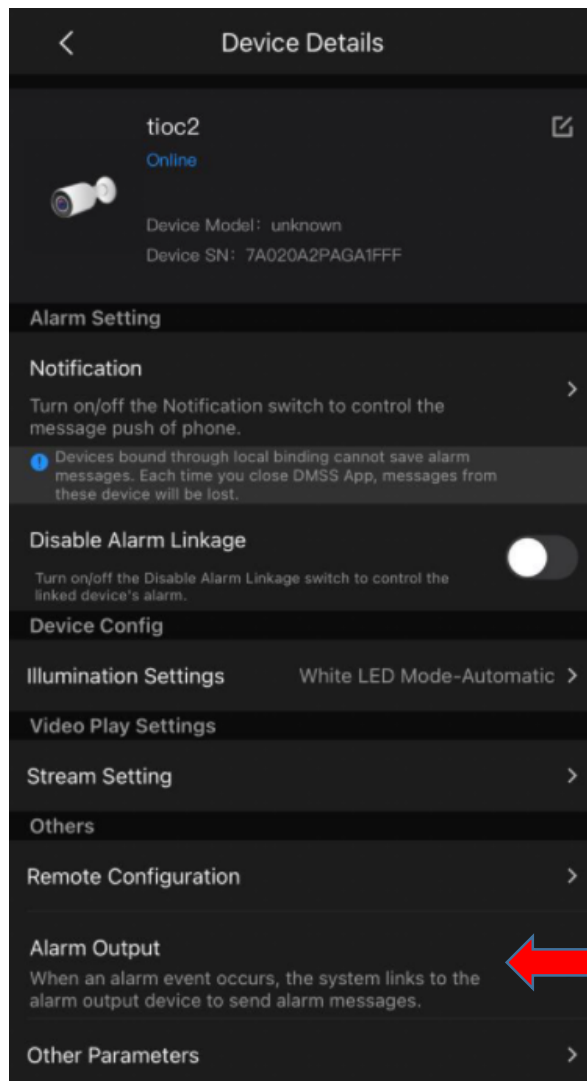 Device Details
tioc2
Online
Device Model: unknown
Device SN: 7A020A2PAGA1FFF
Alarm Setting
Notification
Turn on/off the Notification switch to control the
message push of phone.
Devices bound through local binding cannot save alarm
messages. Each time you close DMSS App, messages from
these device will be lost.
Disable Alarm Linkage
Turn on/off the Disable Alarm Linkage switch to control the
linked device's alarm.
Device Config
Illumination Settings White LED Mode-Automatic
Video Play Settings
Stream Setting
Others
Remote Configuration
Alarm Output
When an alarm event occurs, the system links to the
alarm output device to send alarm messages.
Other Parameters